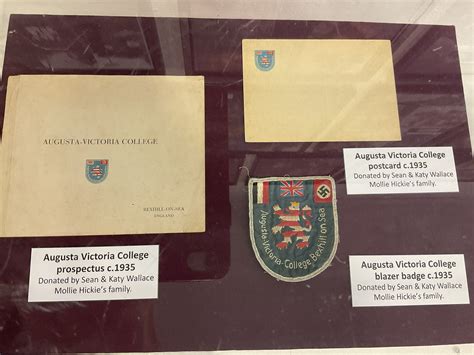 AUGUSTA-VICTORIA COLLEGE
BEXHILL-ON-SEA
ENGLAND
Augusta Victoria College
postcard c.1935
Donated by Sean & Katy Wallace
Mollie Hickie's family.
Augusta-Victoria-College Bexhill on Sea
Augusta Victoria College
prospectus c.1935
Donated by Sean & Katy Wallace
Mollie Hickie's family.
Augusta Victoria College
blazer badge c.1935
Donated by Sean & Katy Wallace
Mollie Hickie's family.